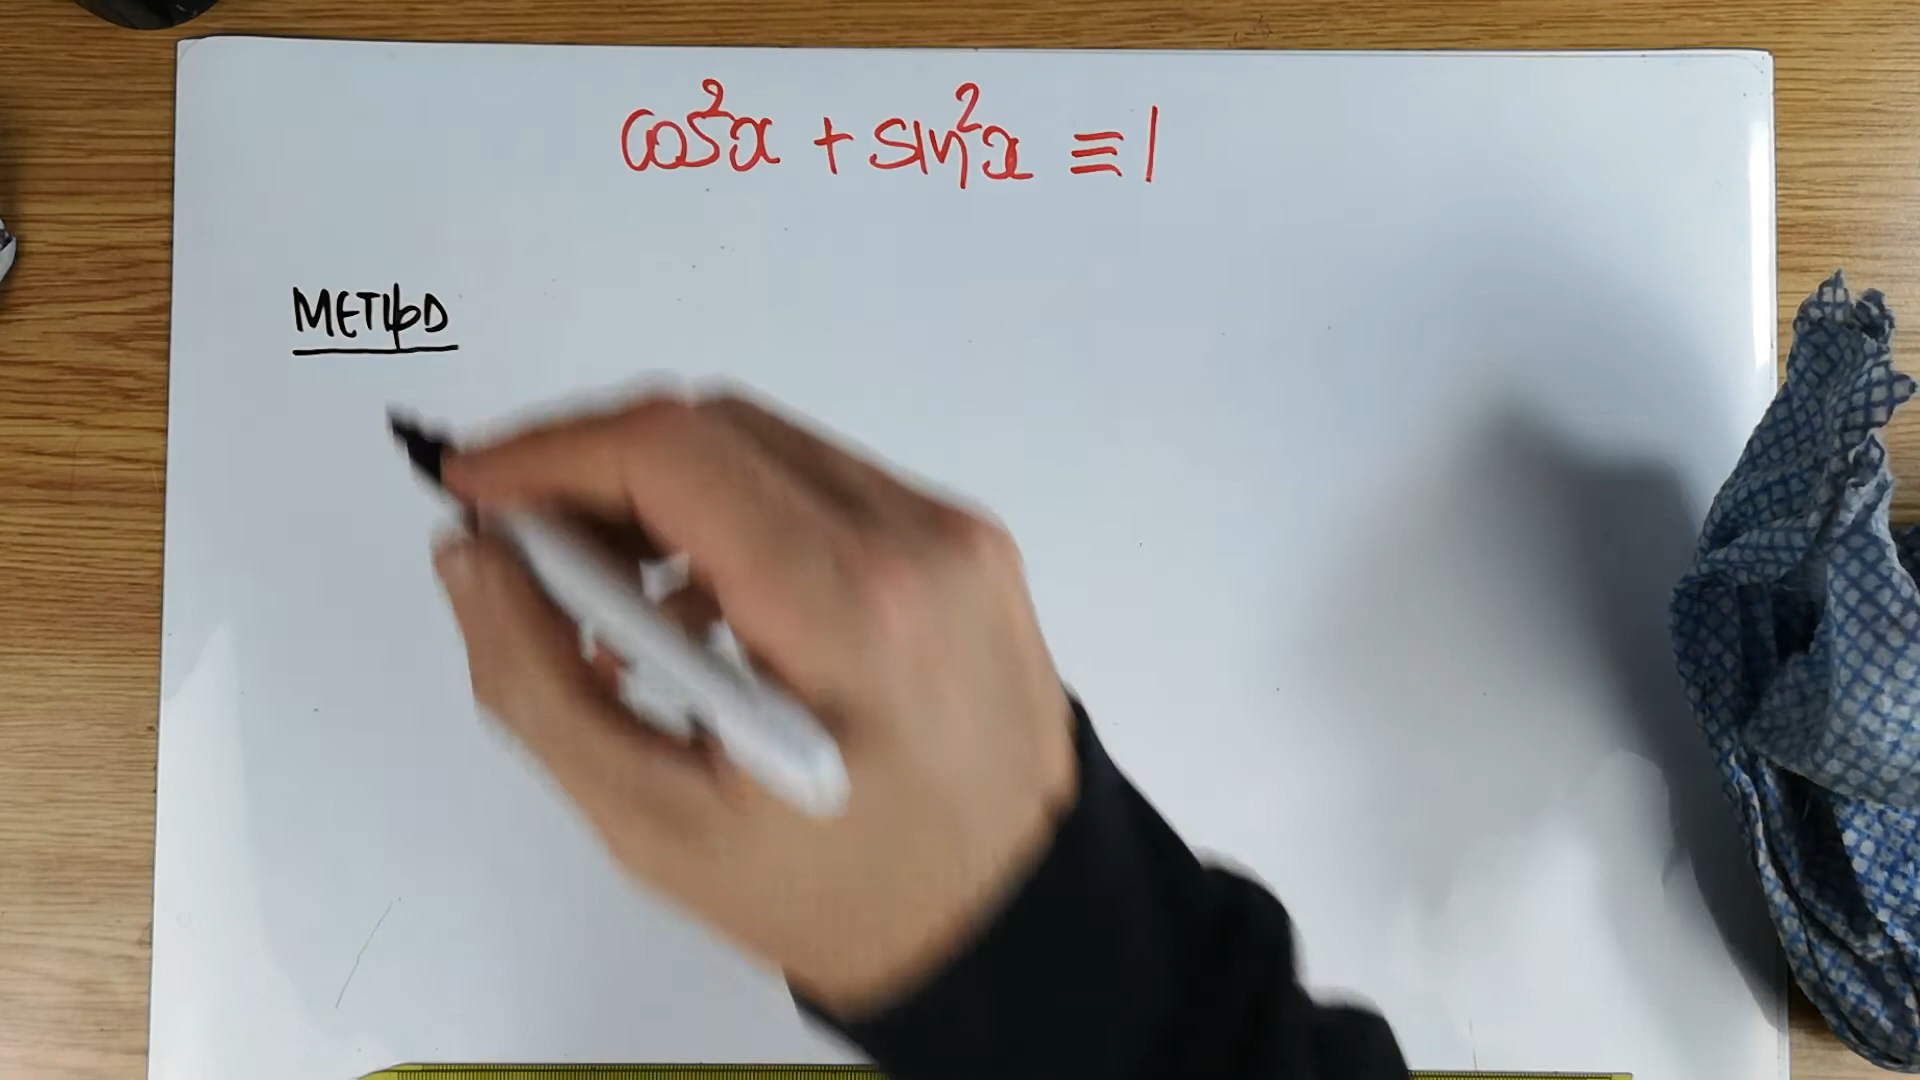 cos²x + sin²x ≡ 1
METHOD